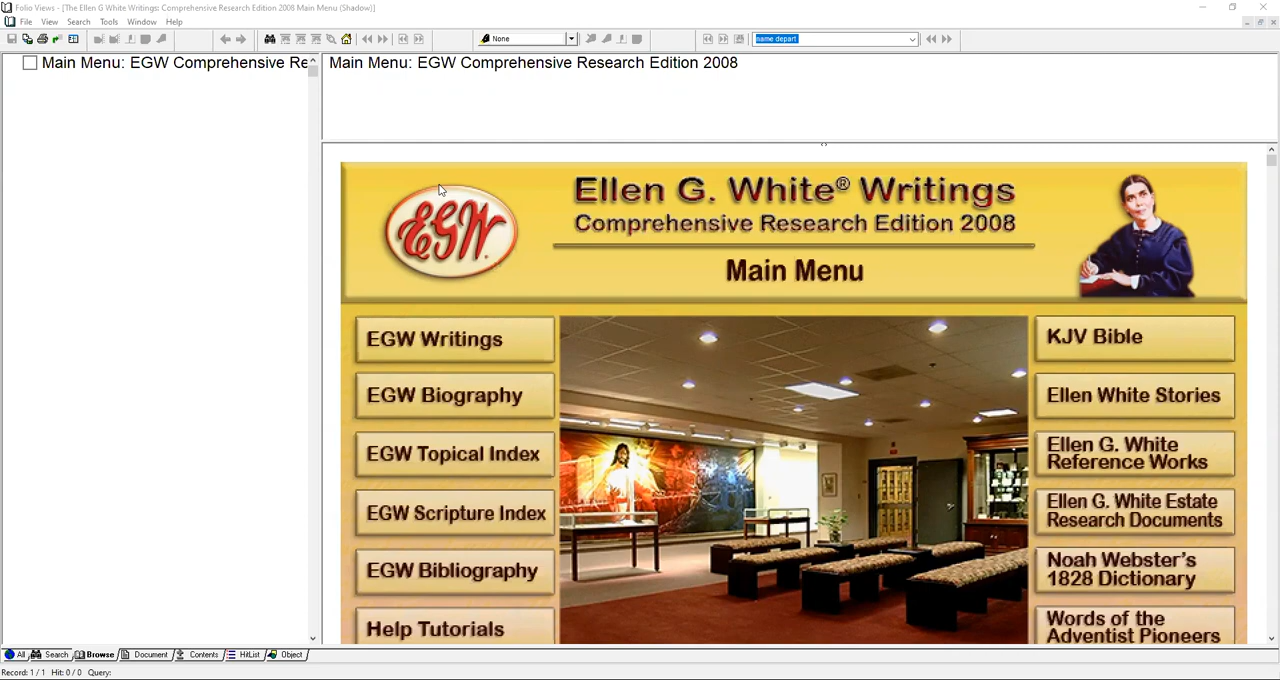 Folio Views - [The Ellen G White Writings: Comprehensive Research Edition 2008 Main Menu (Shadow)]
File View Search Tools Window Help
None
name depart
Main Menu: EGW Comprehensive Re
Main Menu: EGW Comprehensive Research Edition 2008
EGW
Ellen G. White® Writings
Comprehensive Research Edition 2008
Main Menu
EGW Writings
EGW Biography
EGW Topical Index
EGW Scripture Index
EGW Bibliography
Help Tutorials
KJV Bible
Ellen White Stories
Ellen G. White
Reference Works
Ellen G. White Estate
Research Documents
Noah Webster's
1828 Dictionary
Words of the
Adventist Pioneers
All Search Browse Document Contents HitList Object
Record: 1 / 1 Hit: 0 / 0 Query: